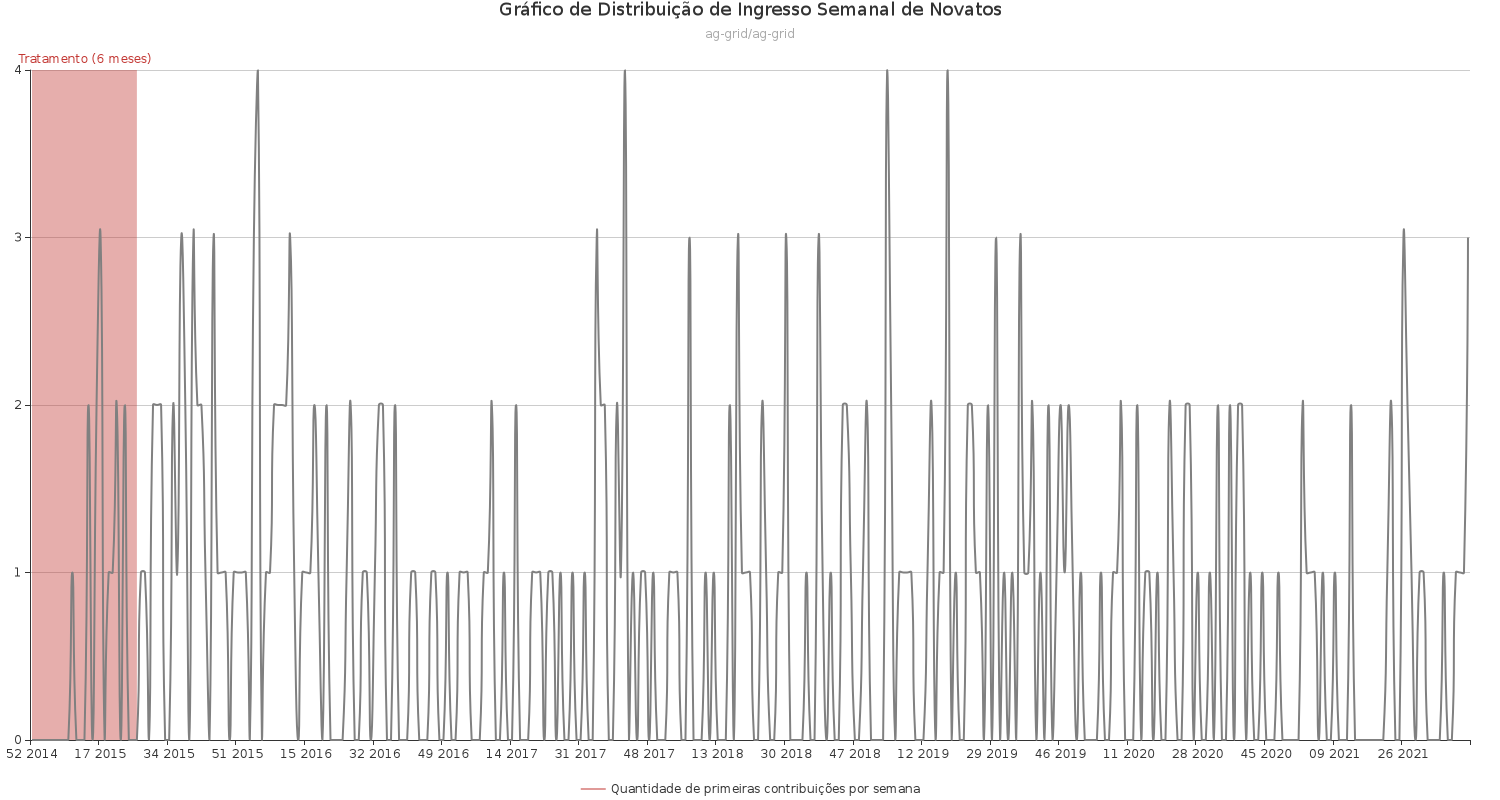 Gráfico de Distribuição de Ingresso Semanal de Novatos
ag-grid/ag-grid
Tratamento (6 meses)
4
3
2
1
0
52 2014 17 2015 34 2015 51 2015 15 2016 32 2016 49 2016 14 2017 31 2017 48 2017 13 2018 30 2018 47 2018 12 2019 29 2019 46 2019 11 2020 28 2020 45 2020 09 2021 26 2021
Quantidade de primeiras contribuições por semana